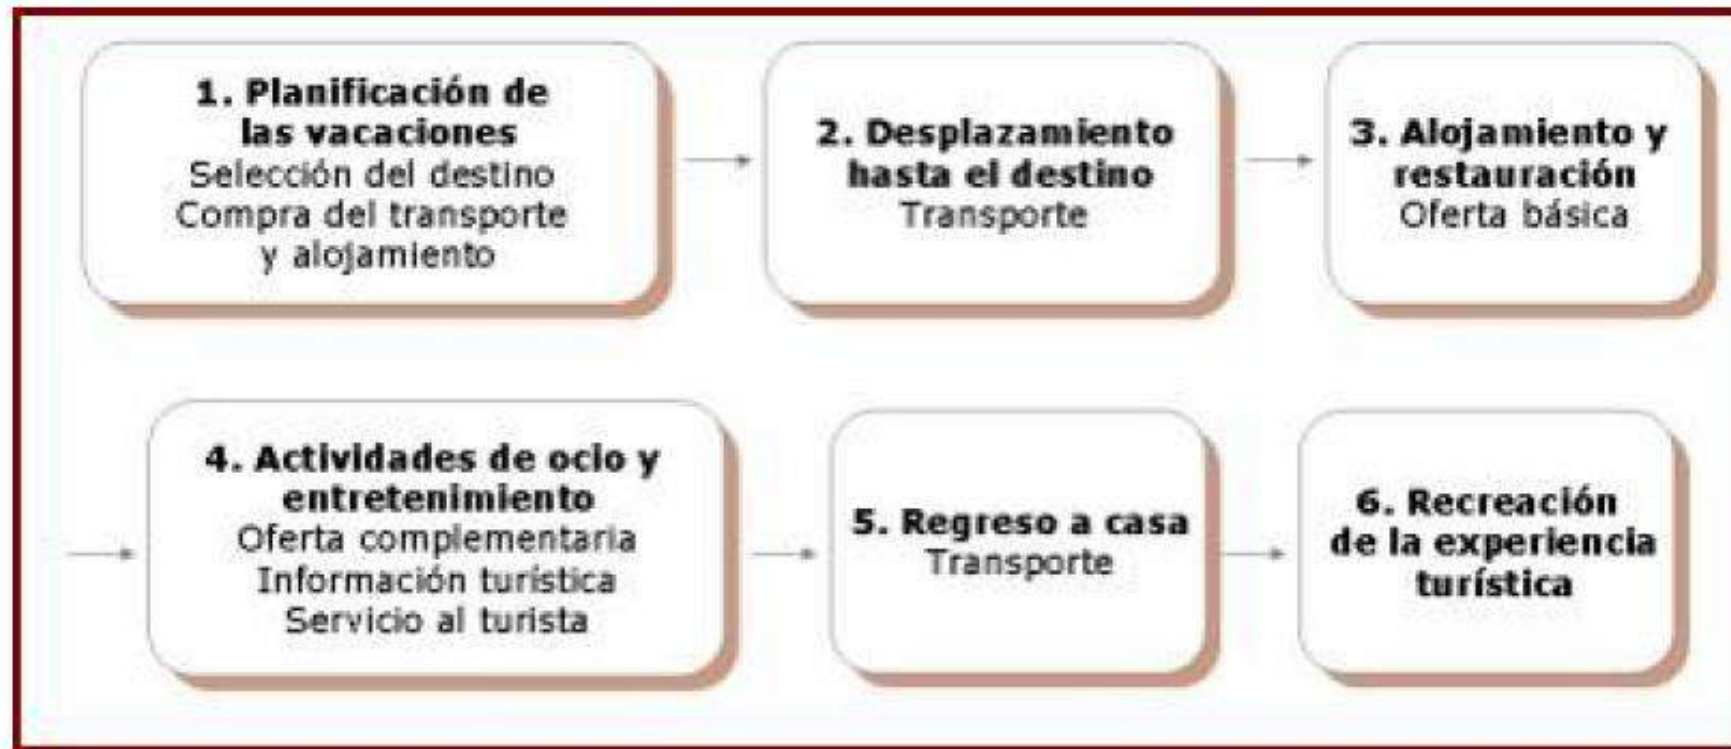 1. Planificación de
las vacaciones
Selección del destino
Compra del transporte
y alojamiento
2. Desplazamiento
hasta el destino
Transporte
3. Alojamiento y
restauración
Oferta básica
4. Actividades de ocio y
entretenimiento
Oferta complementaria
Información turística
Servicio al turista
5. Regreso a casa
Transporte
6. Recreación
de la experiencia
turística